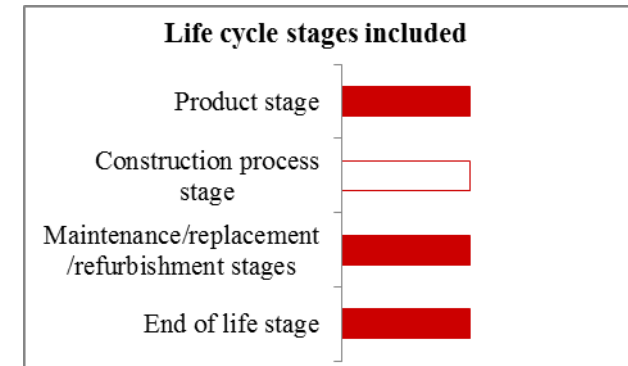 Life cycle stages included
Product stage
Construction process
stage
Maintenance/replacement
/refurbishment stages
End of life stage